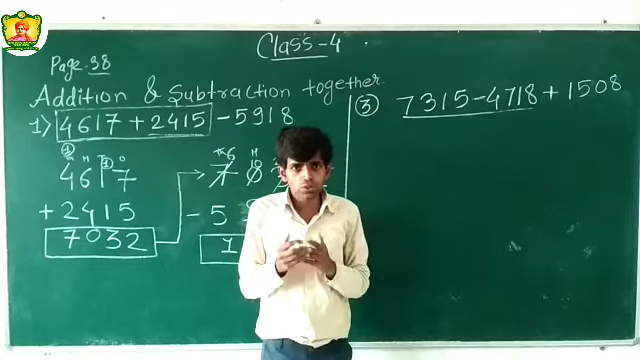 Class-4
Page-38
Addition & Subtraction together
1) 4617 + 2415 - 5918
3 7315 - 4718 + 1508
4617
+ 2415
7032
- 5
1